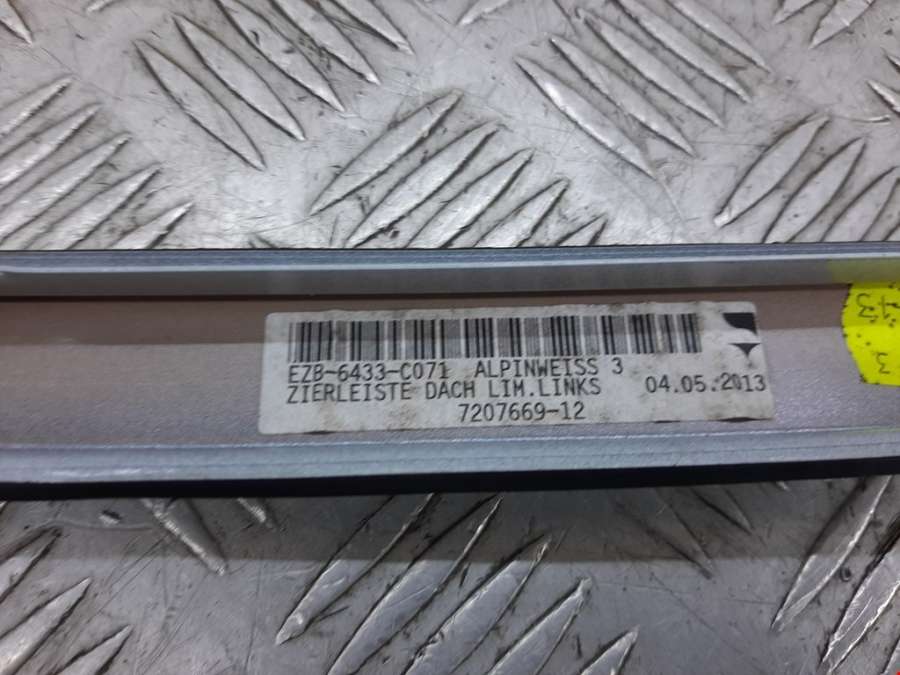 EZB-6433-C071 ALPINWEISS 3
ZIERLEISTE DACH LIM.LINKS 04.05.2013
7207669-12